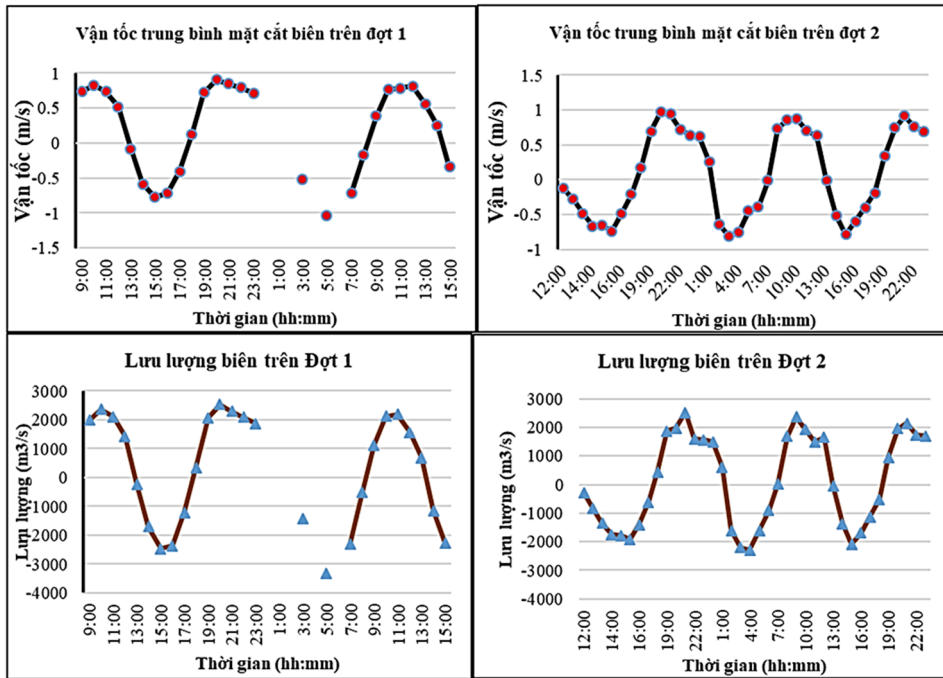 Vận tốc trung bình mặt cắt biên trên đợt 1
Vận tốc (m/s)
1
0.5
0
-0.5
-1
-1.5
9:00 11:00 13:00 15:00 17:00 19:00 21:00 23:00 1:00 3:00 5:00 7:00 9:00 11:00 13:00 15:00
Thời gian (hh:mm)
Vận tốc trung bình mặt cắt biên trên đợt 2
Vận tốc (m/s)
1.5
1
0.5
0
-0.5
-1
12:00 14:00 16:00 19:00 22:00 1:00 4:00 7:00 10:00 13:00 16:00 19:00 22:00
Thời gian (hh:mm)
Lưu lượng biên trên Đợt 1
Lưu lượng (m3/s)
3000
2000
1000
0
-1000
-2000
-3000
-4000
9:00 11:00 13:00 15:00 17:00 19:00 21:00 23:00 1:00 3:00 5:00 7:00 9:00 11:00 13:00 15:00
Thời gian (hh:mm)
Lưu lượng biên trên Đợt 2
Lưu lượng (m3/s)
3000
2000
1000
0
-1000
-2000
-3000
-4000
12:00 14:00 16:00 19:00 22:00 1:00 4:00 7:00 10:00 13:00 16:00 19:00 22:00
Thời gian (hh:mm)